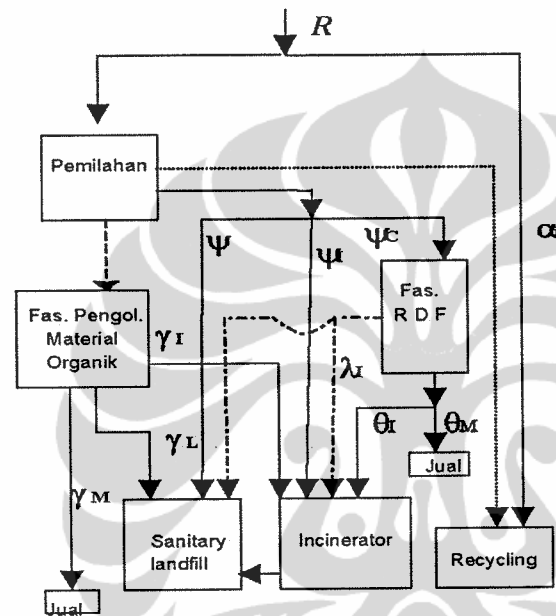 R
Pemilahan
α
ψ
ψI
ψC
Fas.
R D F
Fas. Pengol.
Material
Organik
γI
λI
θI
θM
γL
Jual
γM
Sanitary
landfill
Incinerator
Recycling
Jual